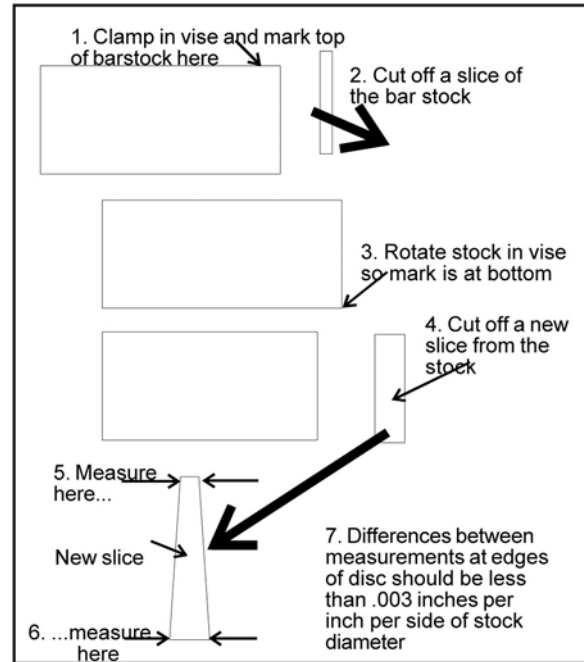 1. Clamp in vise and mark top
of barstock here
2. Cut off a slice of
the bar stock
3. Rotate stock in vise
so mark is at bottom
4. Cut off a new
slice from the
stock
5. Measure
here...
New slice
6. ...measure
here
7. Differences between
measurements at edges
of disc should be less
than .003 inches per
inch per side of stock
diameter